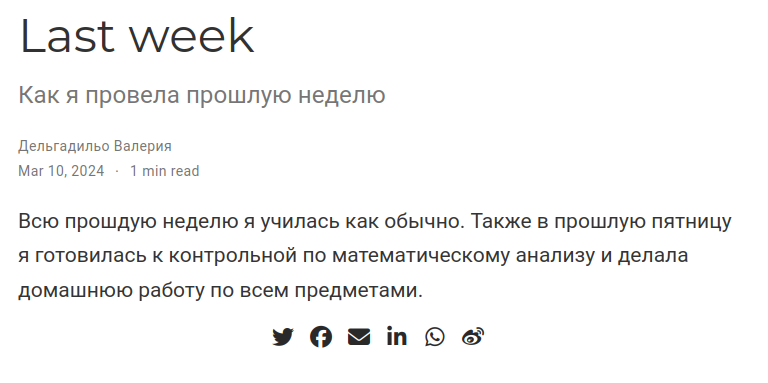 Last week
Как я провела прошлую неделю
Дельгадильо Валерия
Mar 10, 2024 · 1 min read
Всю прошдую неделю я училась как обычно. Также в прошлую пятницу
я готовилась к контрольной по математическому анализу и делала
домашнюю работу по всем предметами.